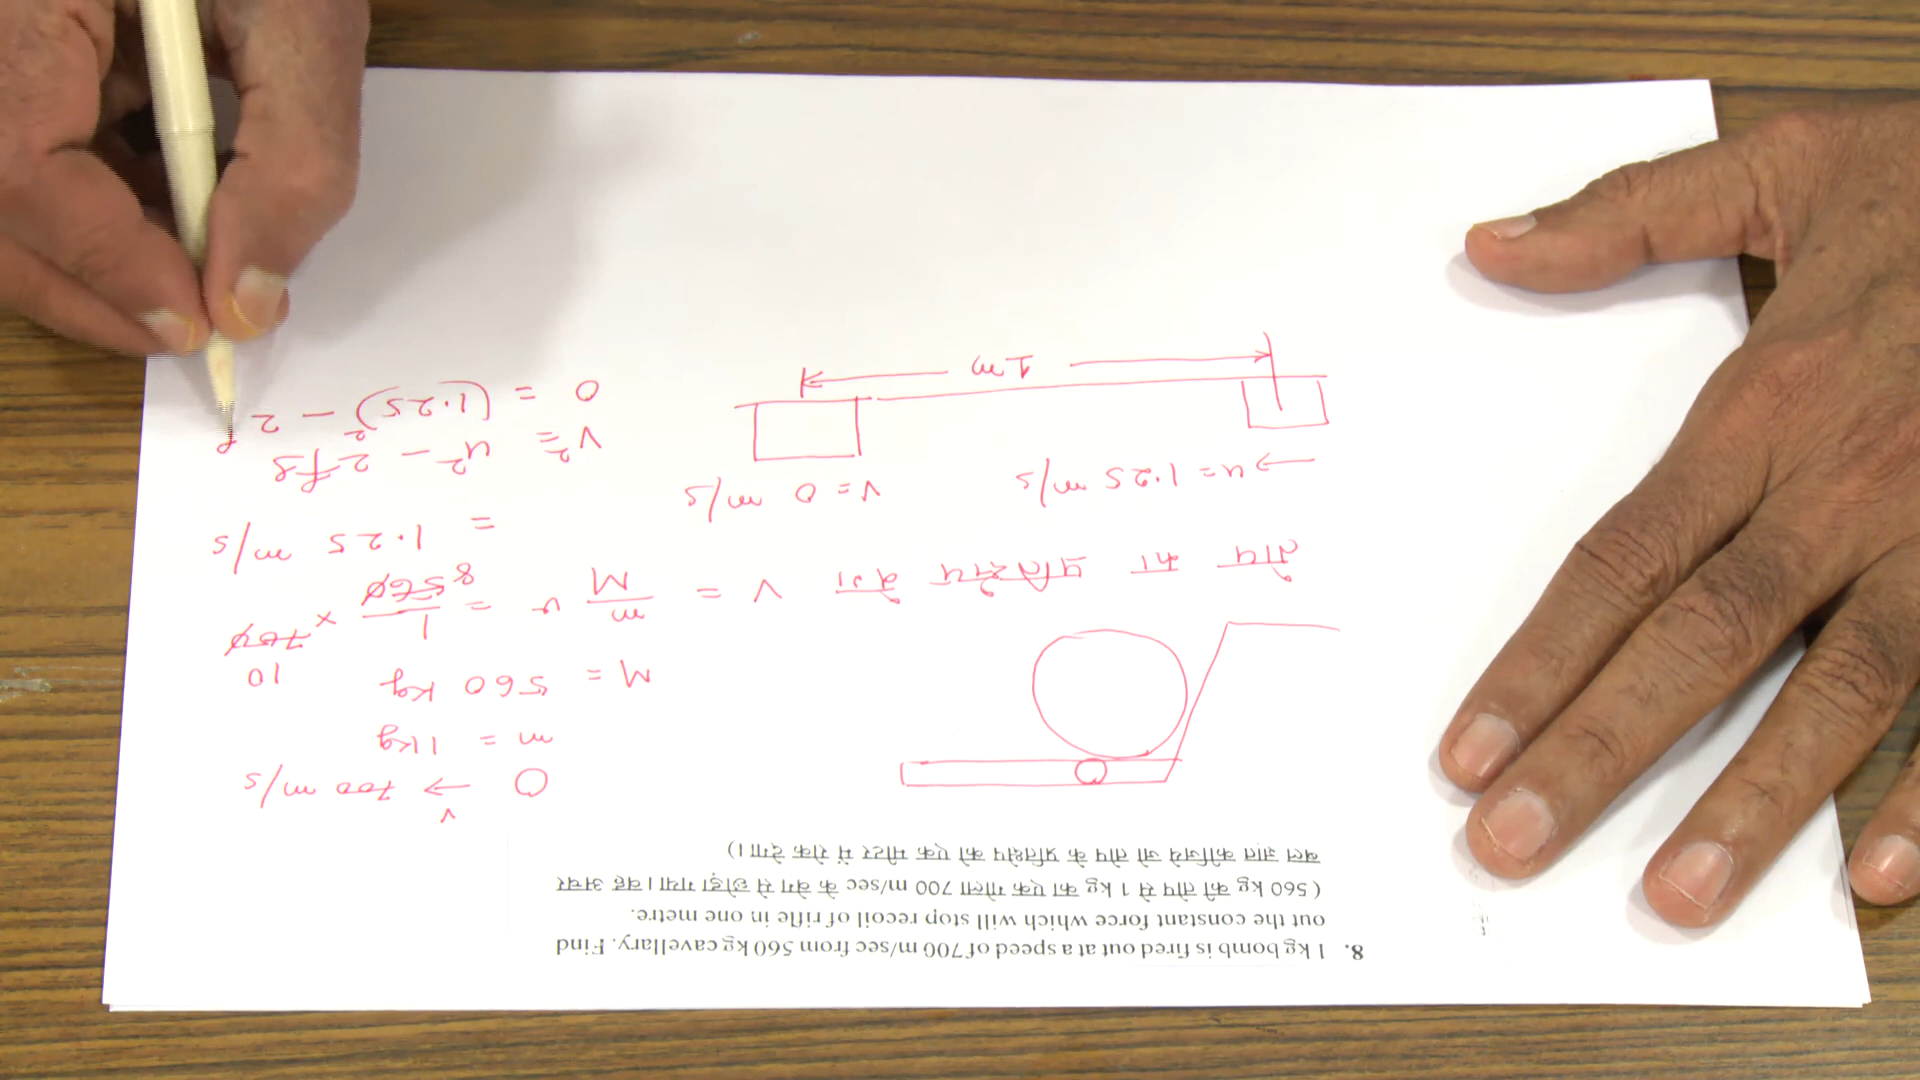 8. 1 kg bomb is fired out at a speed of 700 m/sec from 560 kg cavellary. Find
out the constant force which will stop recoil of rifle in one metre.
(560 kg की तोप से 1 kg का एक गोला 700 m/sec के वेग से छोड़ा गया। वह अचर
बल ज्ञात कीजिये जो तोप के प्रतिक्षेप को एक मीटर में रोक देगा।)
v
O → 700 m/s
m = 1 kg
M = 560 kg
तोप का प्रतिक्षेप वेग V = m/M v = 1/560 × 700
8 10
= 1.25 m/s
← u = 1.25 m/s
v = 0 m/s
1 m
v² = u² - 2fs
0 = (1.25)² - 2 f